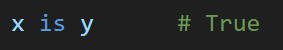 x is y      # True